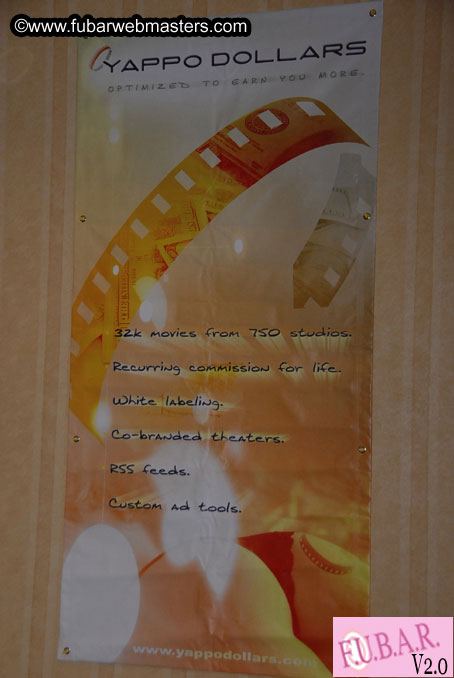 ©www.fubarwebmasters.com
YAPPO DOLLARS
OPTIMIZED TO EARN YOU MORE.
32k movies from 750 studios.
Recurring commission for life.
White labeling.
Co-branded theaters.
RSS feeds.
Custom ad tools.
www.yappodollars.com
F.U.B.A.R.
V2.0